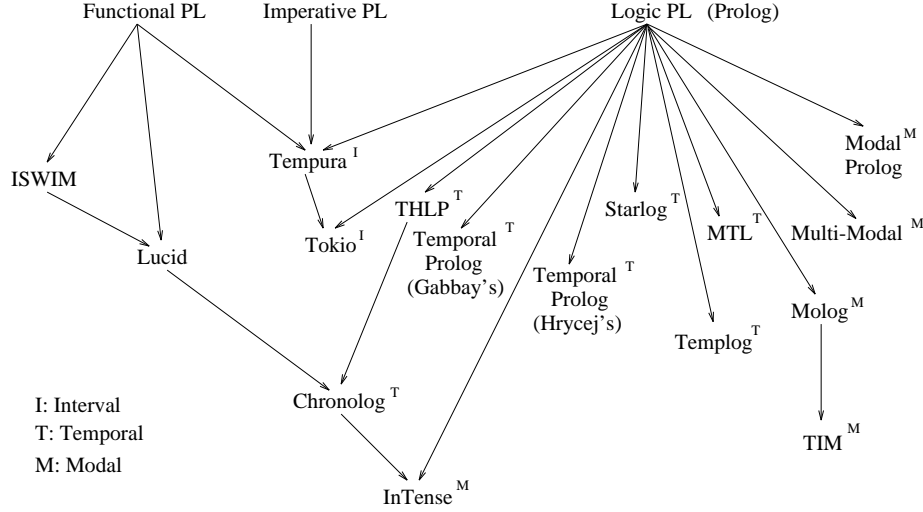 Functional PL
Imperative PL
Logic PL (Prolog)
Modal M
Prolog
Tempura I
ISWIM
THLP T
Starlog T
Tokio I
Temporal T
Prolog
(Gabbay's)
MTL T
Multi-Modal M
Lucid
Temporal T
Prolog
(Hrycej's)
Molog M
Templog T
Chronolog T
I: Interval
T: Temporal
M: Modal
TIM M
InTense M